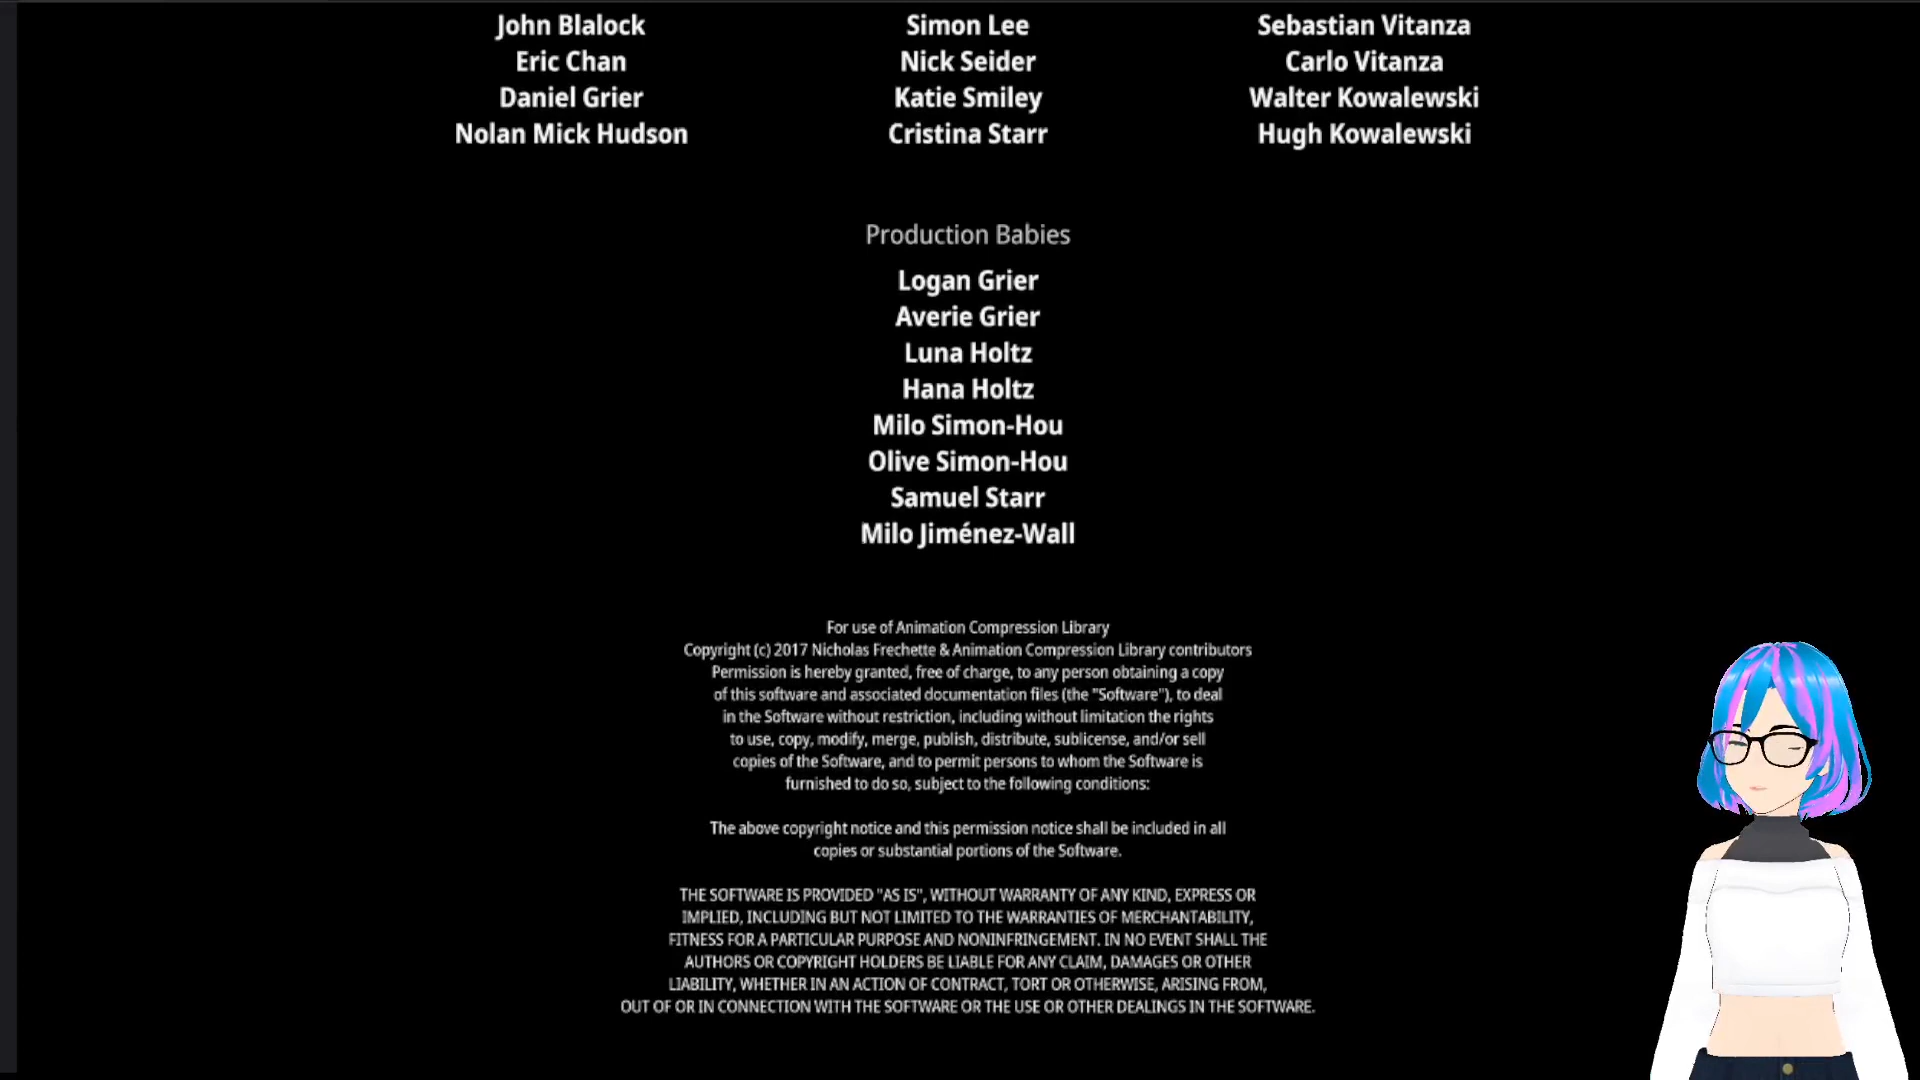 John Blalock Simon Lee Sebastian Vitanza
Eric Chan Nick Seider Carlo Vitanza
Daniel Grier Katie Smiley Walter Kowalewski
Nolan Mick Hudson Cristina Starr Hugh Kowalewski
Production Babies
Logan Grier
Averie Grier
Luna Holtz
Hana Holtz
Milo Simon-Hou
Olive Simon-Hou
Samuel Starr
Milo Jiménez-Wall
For use of Animation Compression Library
Copyright (c) 2017 Nicholas Frechette & Animation Compression Library contributors
Permission is hereby granted, free of charge, to any person obtaining a copy
of this software and associated documentation files (the "Software"), to deal
in the Software without restriction, including without limitation the rights
to use, copy, modify, merge, publish, distribute, sublicense, and/or sell
copies of the Software, and to permit persons to whom the Software is
furnished to do so, subject to the following conditions:
The above copyright notice and this permission notice shall be included in all
copies or substantial portions of the Software.
THE SOFTWARE IS PROVIDED "AS IS", WITHOUT WARRANTY OF ANY KIND, EXPRESS OR
IMPLIED, INCLUDING BUT NOT LIMITED TO THE WARRANTIES OF MERCHANTABILITY,
FITNESS FOR A PARTICULAR PURPOSE AND NONINFRINGEMENT. IN NO EVENT SHALL THE
AUTHORS OR COPYRIGHT HOLDERS BE LIABLE FOR ANY CLAIM, DAMAGES OR OTHER
LIABILITY, WHETHER IN AN ACTION OF CONTRACT, TORT OR OTHERWISE, ARISING FROM,
OUT OF OR IN CONNECTION WITH THE SOFTWARE OR THE USE OR OTHER DEALINGS IN THE SOFTWARE.